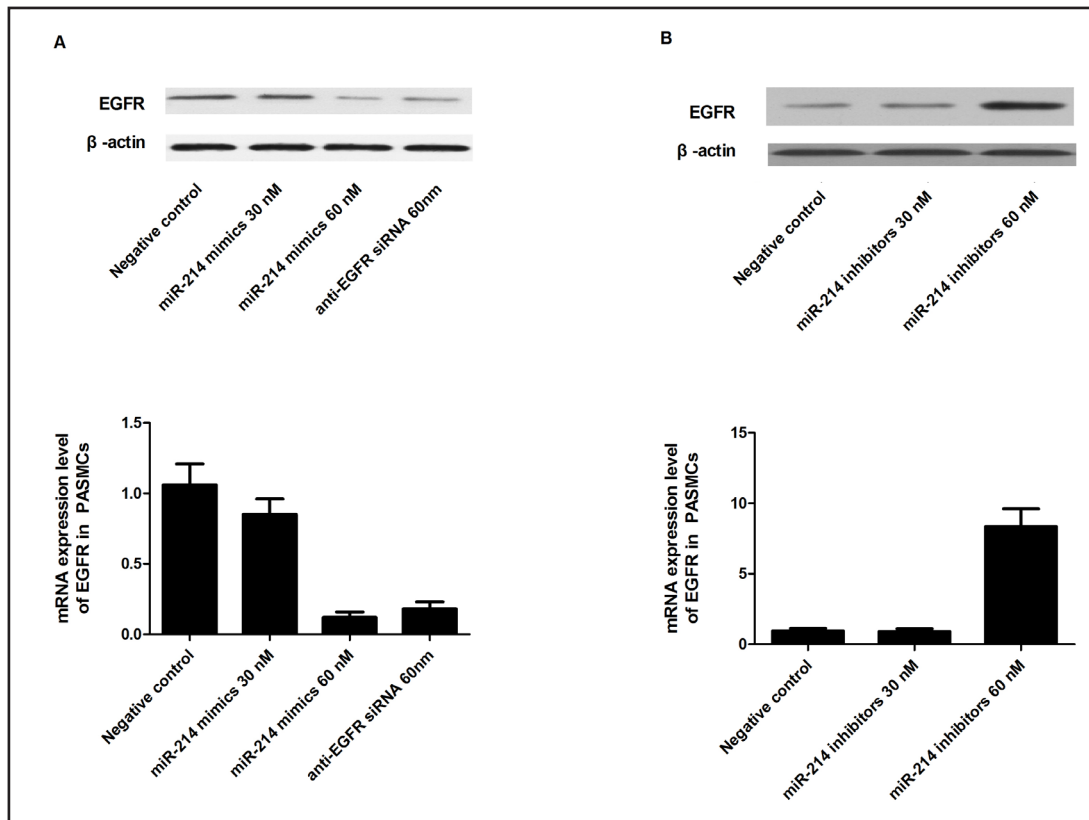 A
EGFR
β -actin
Negative control
miR-214 mimics 30 nM
miR-214 mimics 60 nM
anti-EGFR siRNA 60nm
mRNA expression level
of EGFR in PASMCs
1.5
1.0
0.5
0.0
Negative control
miR-214 mimics 30 nM
miR-214 mimics 60 nM
anti-EGFR siRNA 60nm
B
EGFR
β -actin
Negative control
miR-214 inhibitors 30 nM
miR-214 inhibitors 60 nM
mRNA expression level
of EGFR in PASMCs
15
10
5
0
Negative control
miR-214 inhibitors 30 nM
miR-214 inhibitors 60 nM